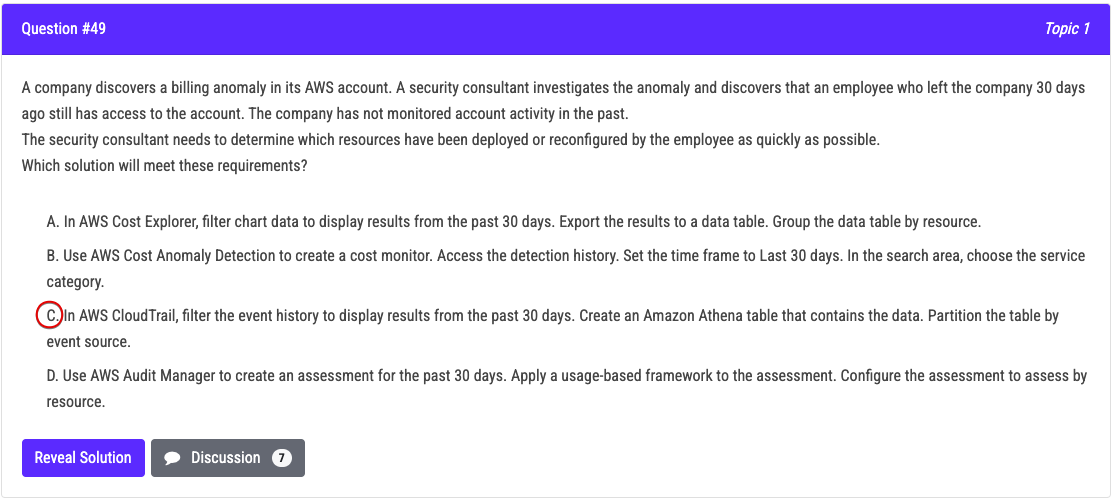 Question #49
Topic 1
A company discovers a billing anomaly in its AWS account. A security consultant investigates the anomaly and discovers that an employee who left the company 30 days
ago still has access to the account. The company has not monitored account activity in the past.
The security consultant needs to determine which resources have been deployed or reconfigured by the employee as quickly as possible.
Which solution will meet these requirements?
A. In AWS Cost Explorer, filter chart data to display results from the past 30 days. Export the results to a data table. Group the data table by resource.
B. Use AWS Cost Anomaly Detection to create a cost monitor. Access the detection history. Set the time frame to Last 30 days. In the search area, choose the service
category.
C. In AWS CloudTrail, filter the event history to display results from the past 30 days. Create an Amazon Athena table that contains the data. Partition the table by
event source.
D. Use AWS Audit Manager to create an assessment for the past 30 days. Apply a usage-based framework to the assessment. Configure the assessment to assess by
resource.
Reveal Solution
Discussion 7